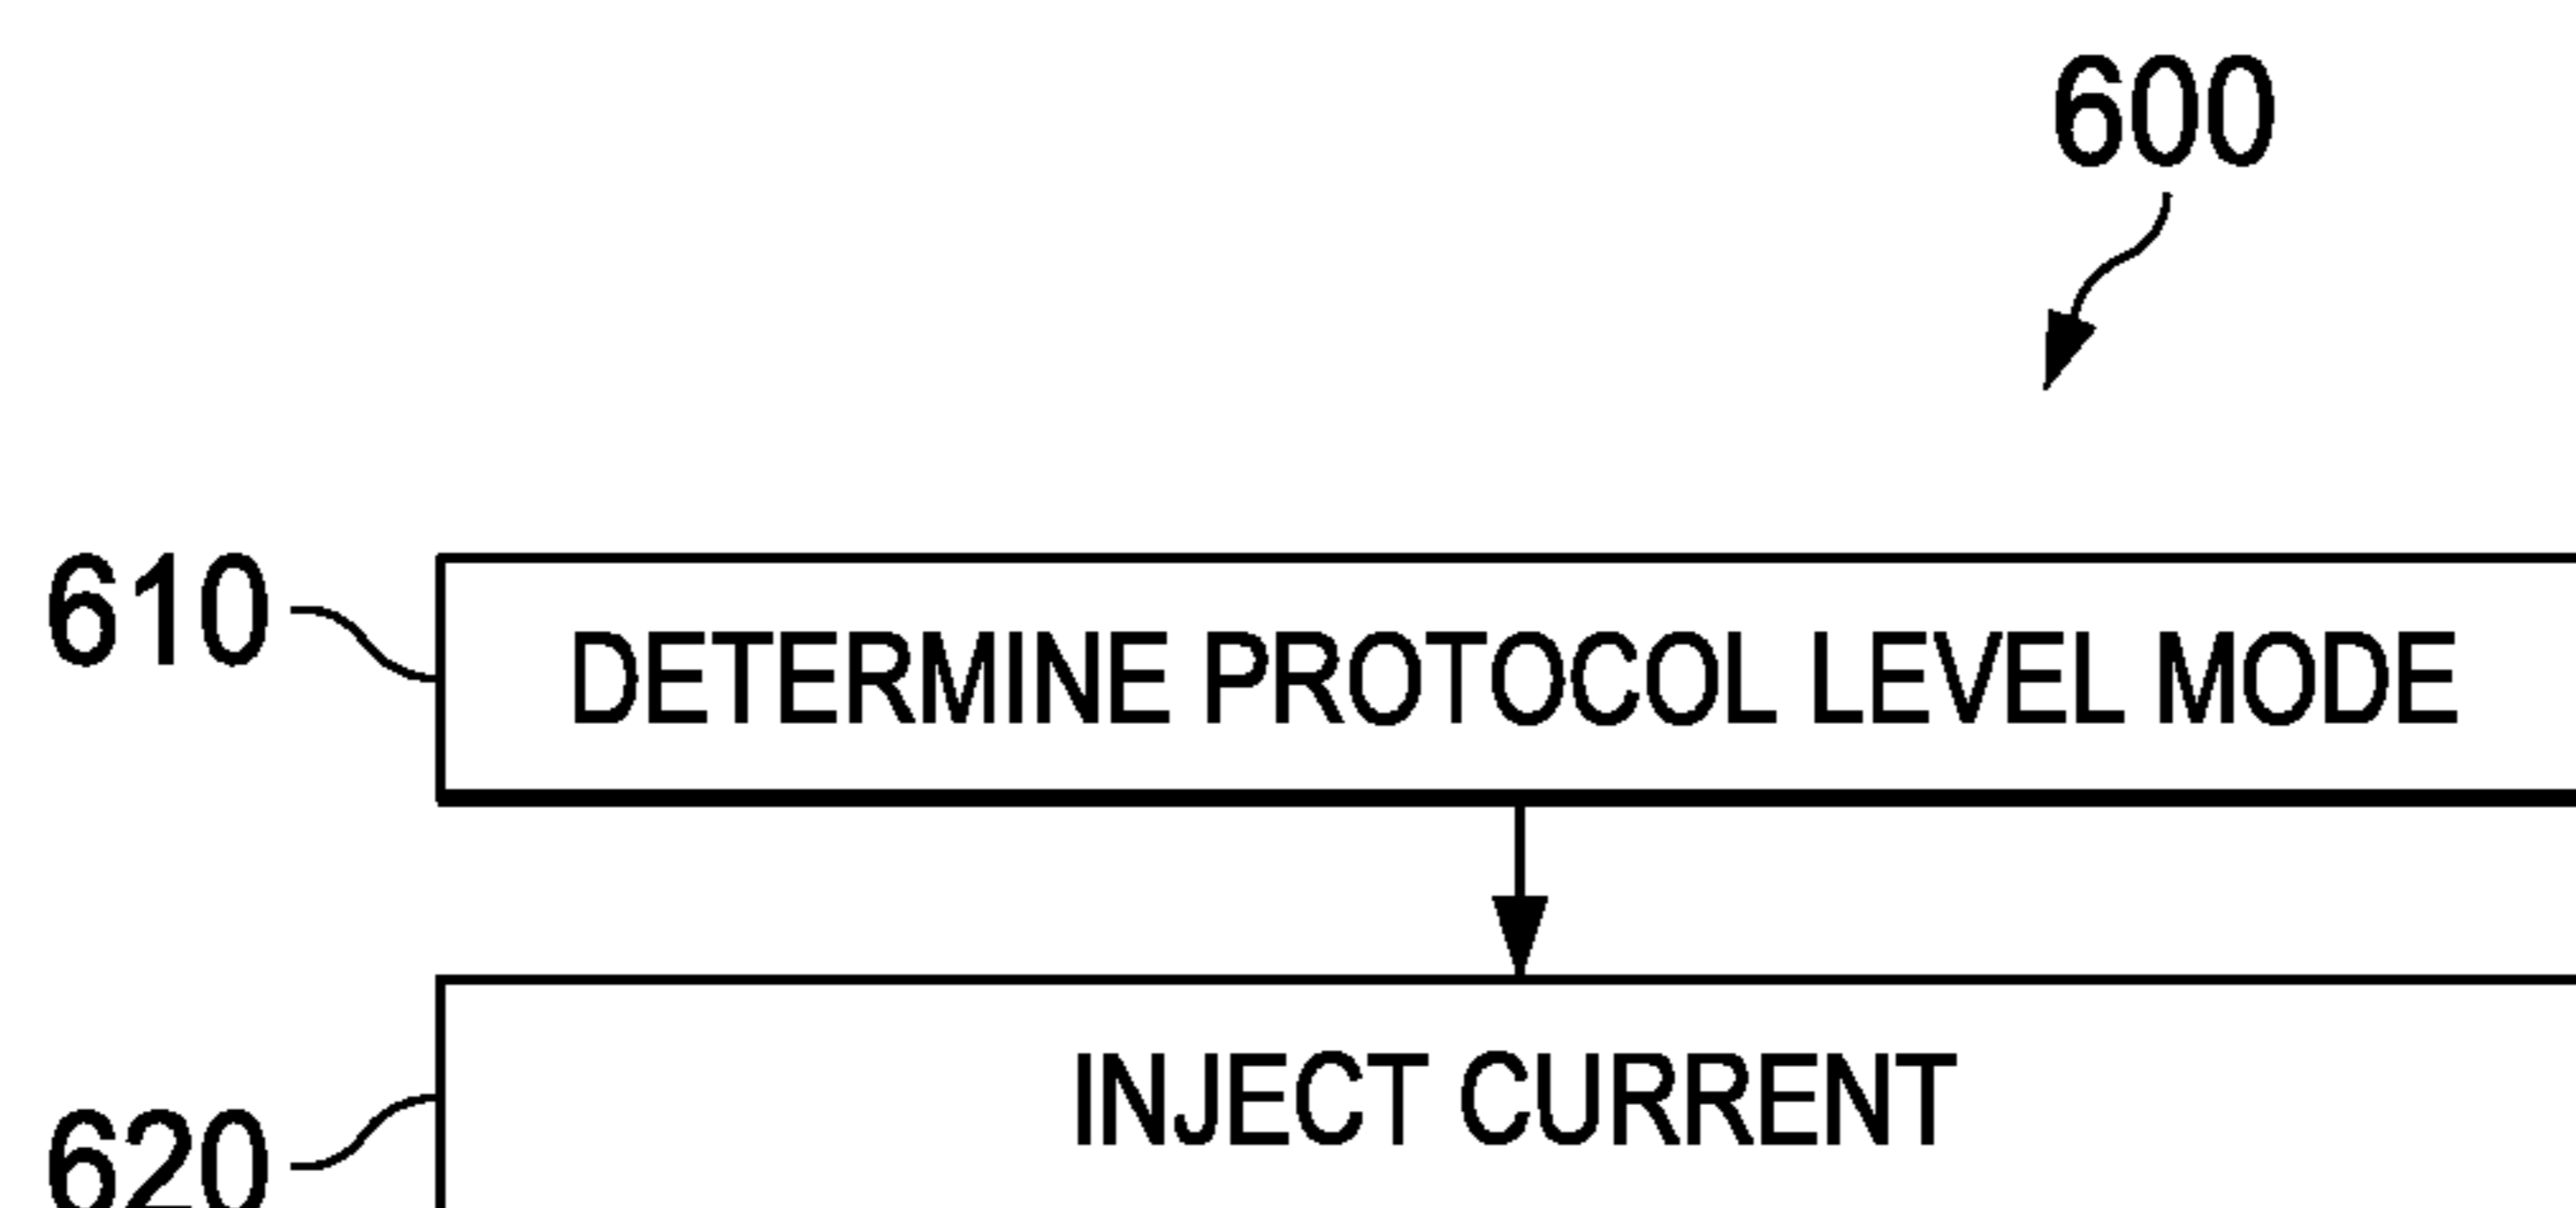 600
610
DETERMINE PROTOCOL LEVEL MODE
INJECT CURRENT
620